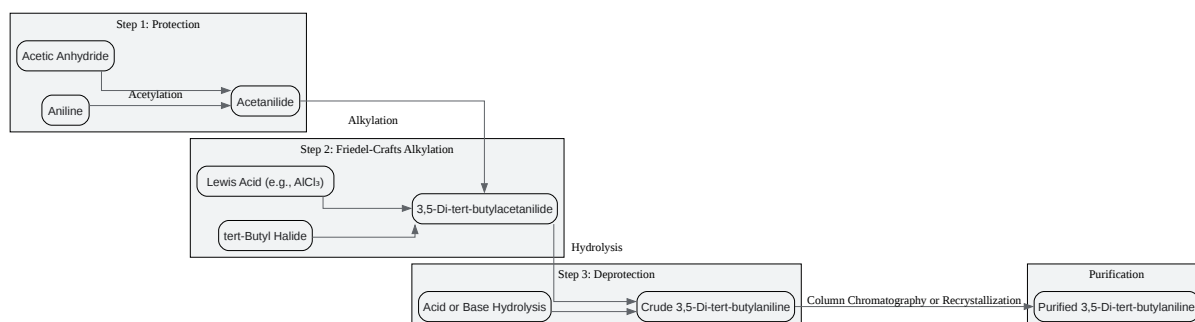 Step 1: Protection
Acetic Anhydride
Acetylation
Aniline
Acetanilide
Alkylation
Step 2: Friedel-Crafts Alkylation
Lewis Acid (e.g., AlCl₃)
3,5-Di-tert-butylacetanilide
tert-Butyl Halide
Hydrolysis
Step 3: Deprotection
Acid or Base Hydrolysis
Crude 3,5-Di-tert-butylaniline
Column Chromatography or Recrystallization
Purification
Purified 3,5-Di-tert-butylaniline